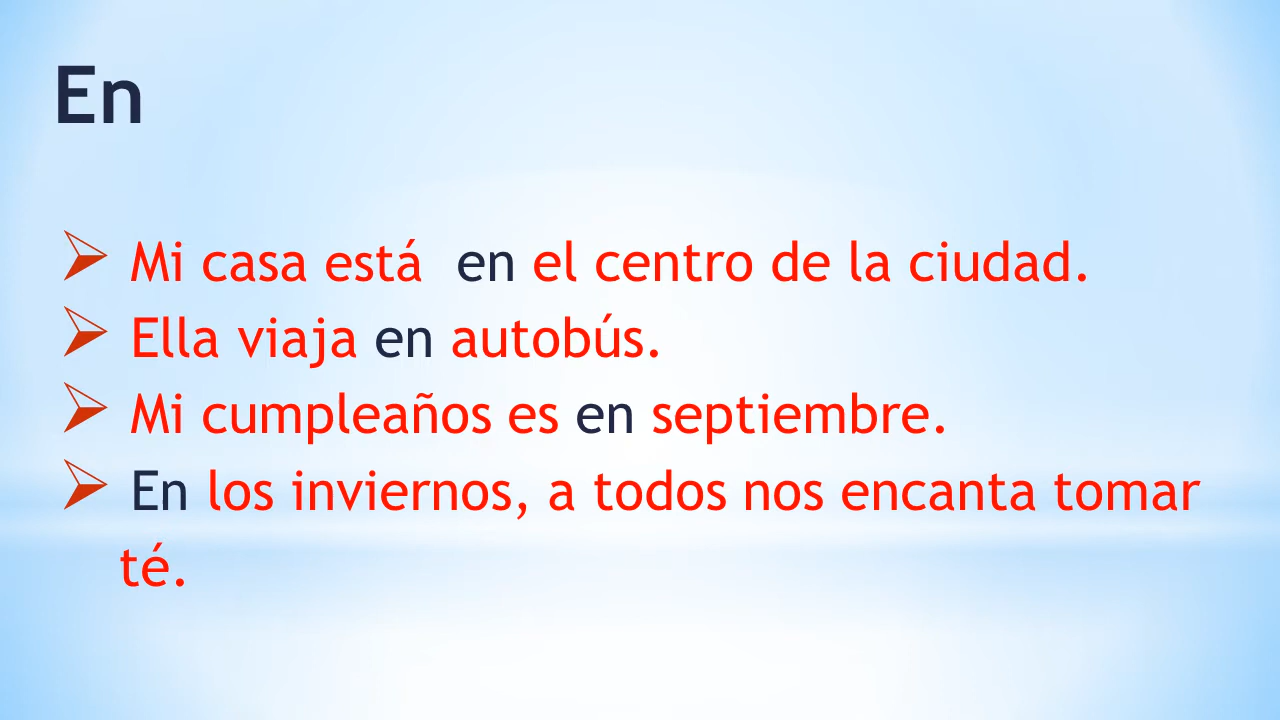 En
Mi casa está  en el centro de la ciudad.
Ella viaja en autobús.
Mi cumpleaños es en septiembre.
En los inviernos, a todos nos encanta tomar
té.